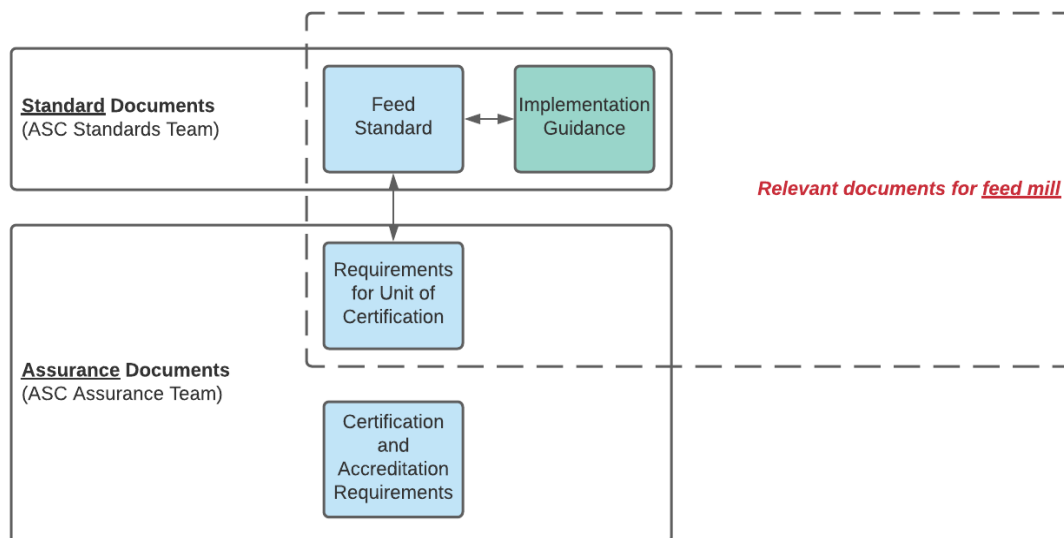 Standard Documents
(ASC Standards Team)
Feed
Standard
Implementation
Guidance
Relevant documents for feed mill
Requirements
for Unit of
Certification
Assurance Documents
(ASC Assurance Team)
Certification
and
Accreditation
Requirements